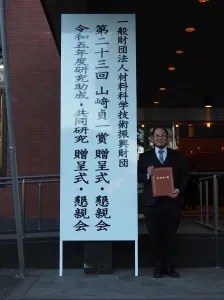 一般財団法人材料科学技術振興財団
第二十三回 山﨑貞一賞 贈呈式・懇親会
令和五年度研究助成・共同研究 贈呈式・懇親会